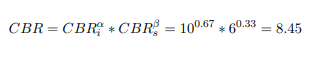 CBR = CBR_i^α * CBR_s^β = 10^0.67 * 6^0.33 = 8.45